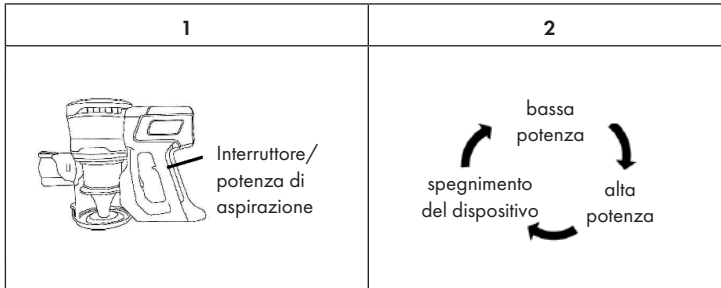 1
2
Interruttore/
potenza di
aspirazione
bassa
potenza
alta
potenza
spegnimento
del dispositivo